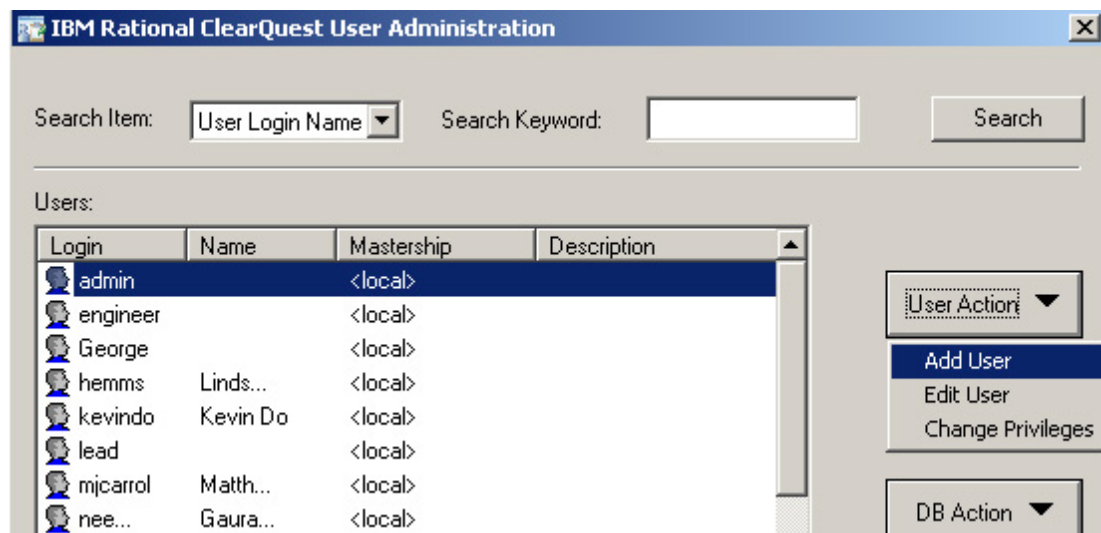 IBM Rational ClearQuest User Administration
Search Item: User Login Name Search Keyword: Search
Users:
Login Name Mastership Description
admin <local>
User Action
engineer <local>
George <local>
Add User
hemms Linds... <local>
Edit User
kevindo Kevin Do <local>
Change Privileges
lead <local>
mjcarrol Matth... <local>
nee... Gaura... <local>
DB Action